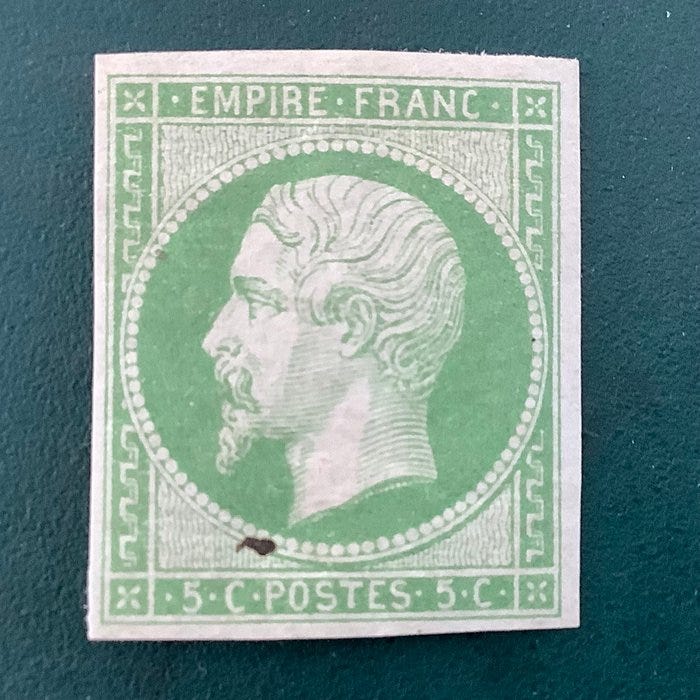 · EMPIRE · FRANC ·
· 5 · C · POSTES · 5 · C ·